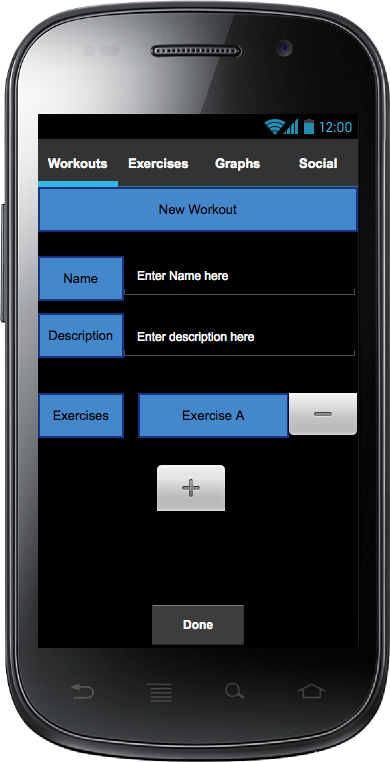 12:00
Workouts Exercises Graphs Social
New Workout
Name Enter Name here
Description Enter description here
Exercises Exercise A
Done